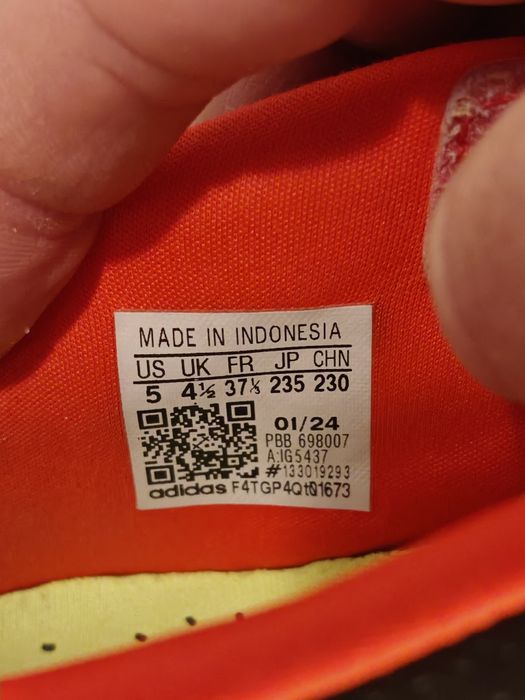 MADE IN INDONESIA
US UK FR JP CHN
5 4½ 37⅓ 235 230
01/24
PBB 698007
A:IG5437
#133019293
adidas F4TGP4Qt01673